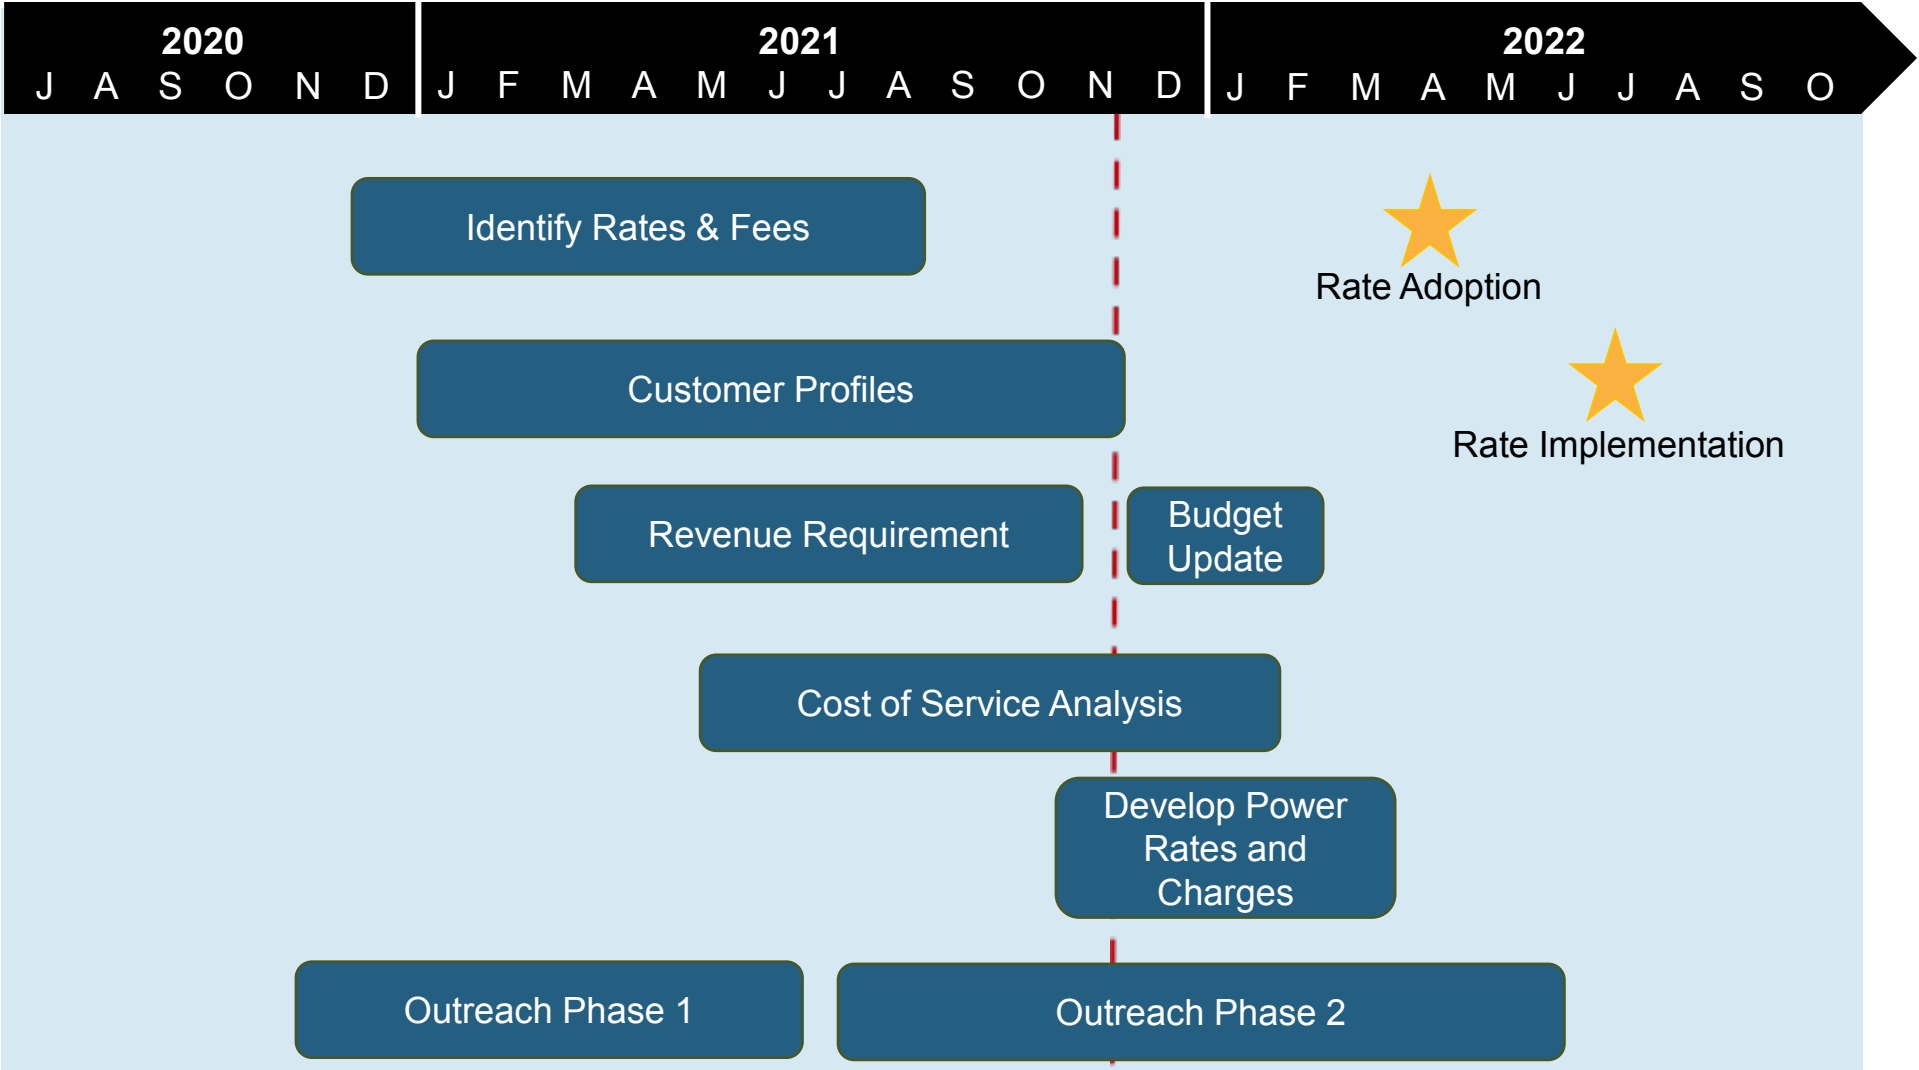 2020 2021 2022
J A S O N D J F M A M J J A S O N D J F M A M J J A S O
Identify Rates & Fees
Rate Adoption
Customer Profiles
Rate Implementation
Revenue Requirement
Budget
Update
Cost of Service Analysis
Develop Power
Rates and
Charges
Outreach Phase 1
Outreach Phase 2